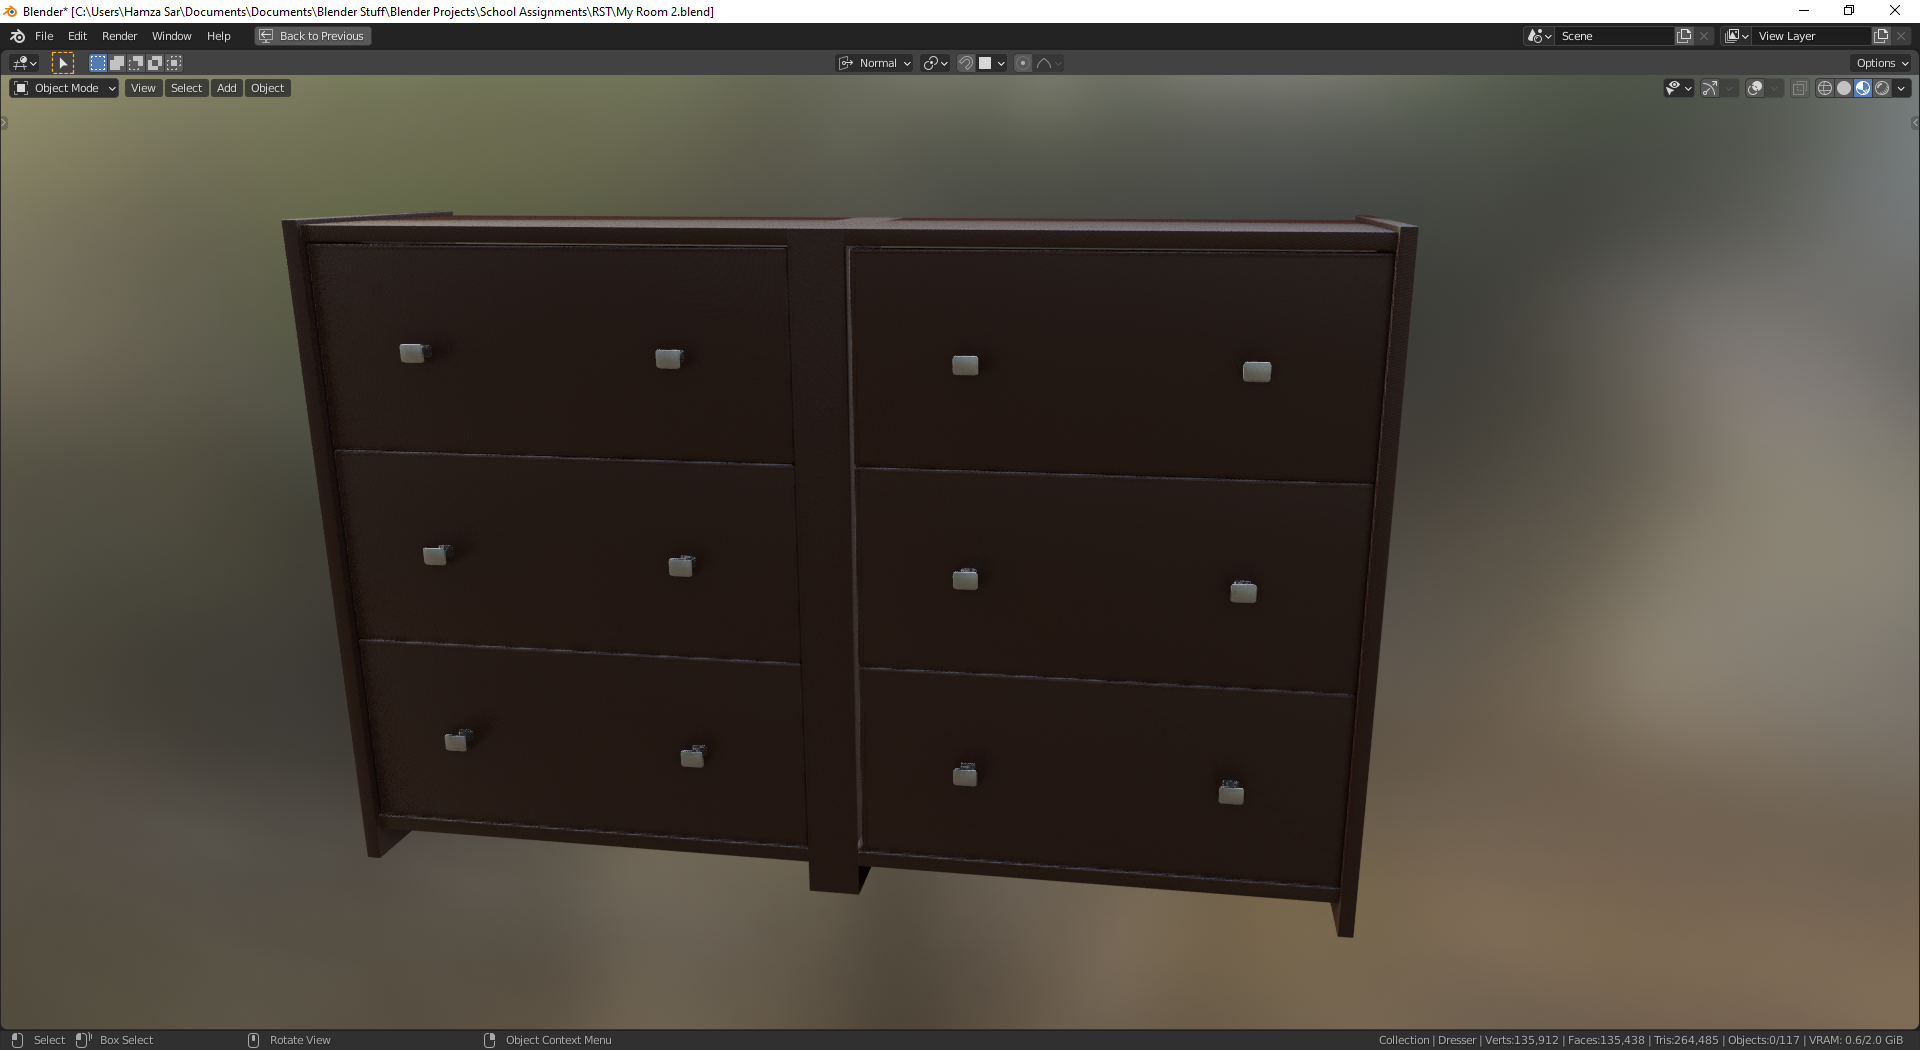 Blender* [C:\Users\Hamza Sar\Documents\Documents\Blender Stuff\Blender Projects\School Assignments\RST\My Room 2.blend]
File Edit Render Window Help Back to Previous Scene View Layer
Normal Options
Object Mode View Select Add Object
Select Box Select Rotate View Object Context Menu Collection | Dresser | Verts:135,912 | Faces:135,438 | Tris:264,485 | Objects:0/117 | VRAM: 0.6/2.0 GiB